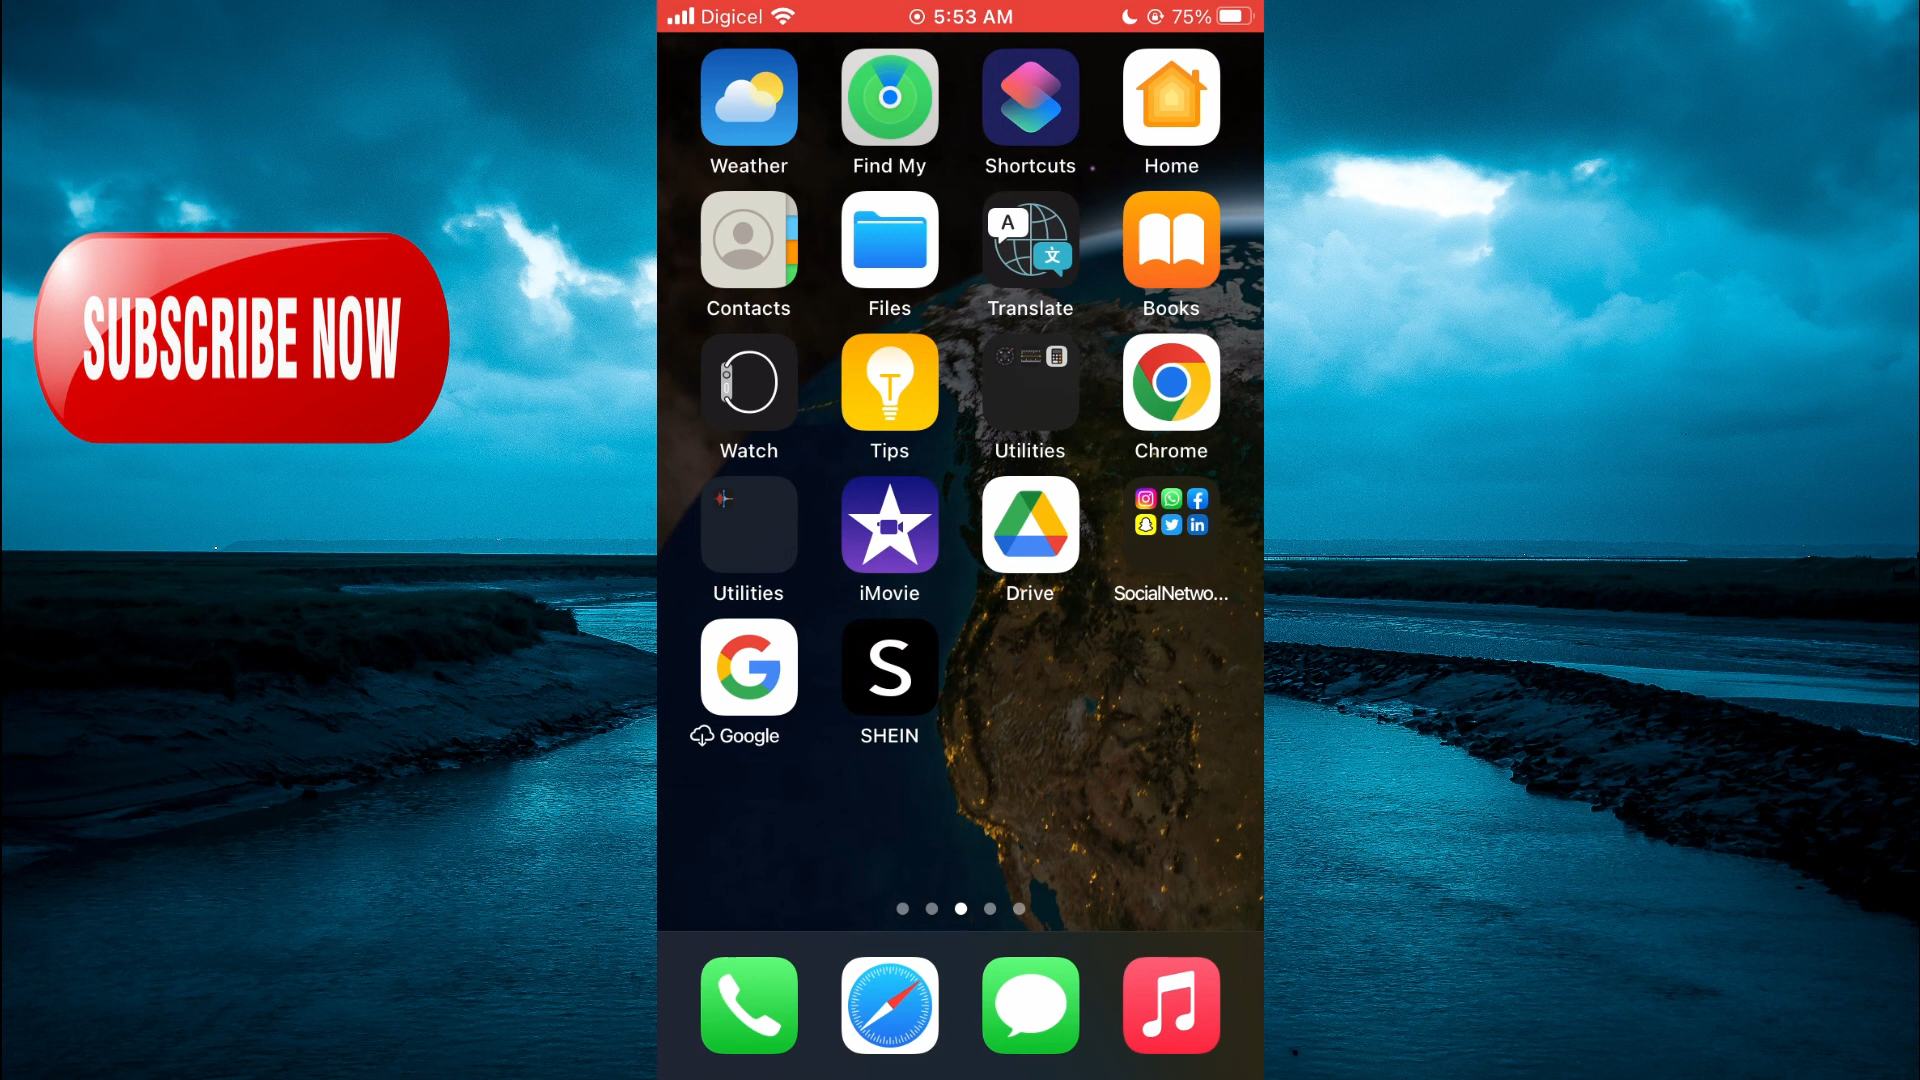 Digicel 5:53 AM 75%
SUBSCRIBE NOW
Weather Find My Shortcuts Home
A 文
Contacts Files Translate Books
Watch Tips Utilities Chrome
Utilities iMovie Drive SocialNetwo...
S
Google SHEIN